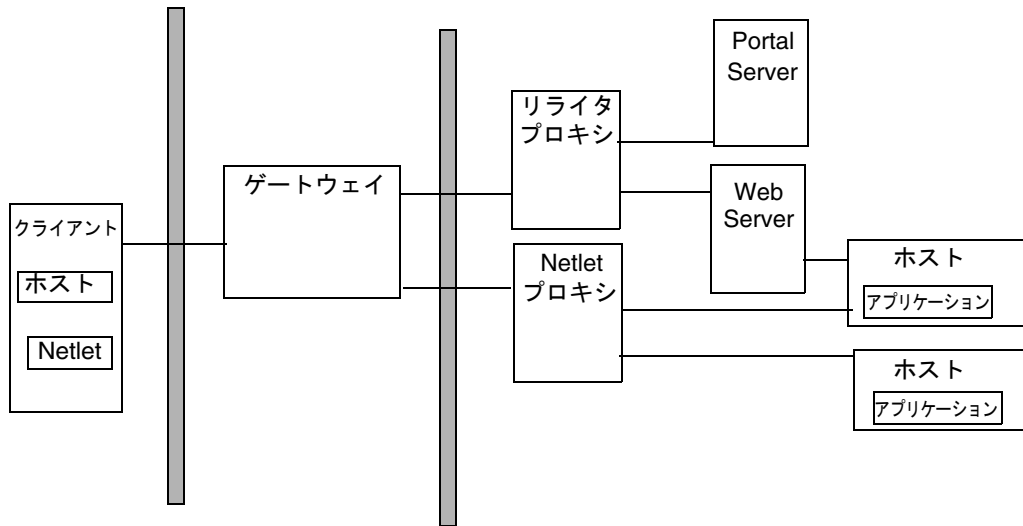 クライアント
ホスト
Netlet
ゲートウェイ
リライタ
プロキシ
Netlet
プロキシ
Portal
Server
Web
Server
ホスト
アプリケーション
ホスト
アプリケーション